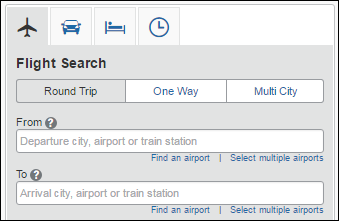 Flight Search
Round Trip One Way Multi City
From ?
Departure city, airport or train station
Find an airport | Select multiple airports
To ?
Arrival city, airport or train station
Find an airport | Select multiple airports